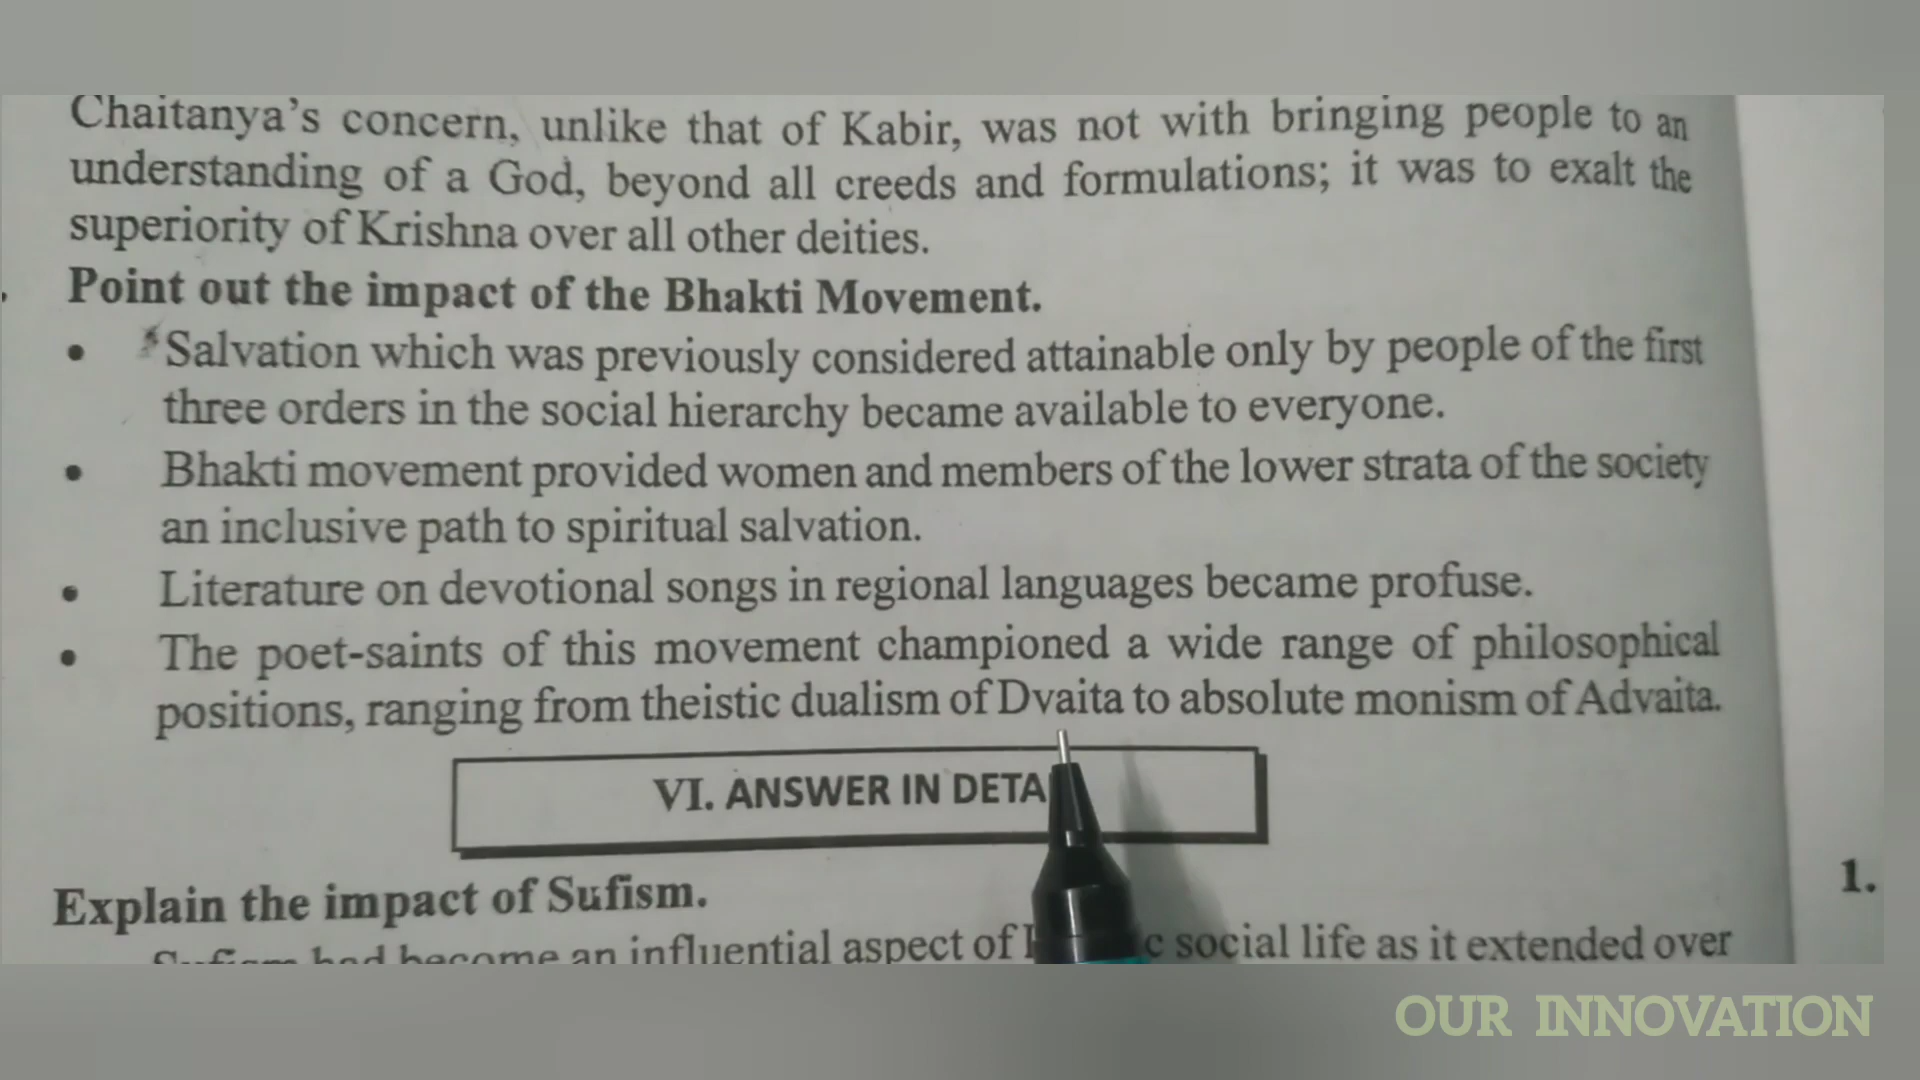 Chaitanya's concern, unlike that of Kabir, was not with bringing people to an
understanding of a God, beyond all creeds and formulations; it was to exalt the
superiority of Krishna over all other deities.
Point out the impact of the Bhakti Movement.
• Salvation which was previously considered attainable only by people of the first
three orders in the social hierarchy became available to everyone.
• Bhakti movement provided women and members of the lower strata of the society
an inclusive path to spiritual salvation.
• Literature on devotional songs in regional languages became profuse.
• The poet-saints of this movement championed a wide range of philosophical
positions, ranging from theistic dualism of Dvaita to absolute monism of Advaita.
VI. ANSWER IN DETA
1.
Explain the impact of Sufism.
Sufism had become an influential aspect of social life as it extended over
OUR INNOVATION